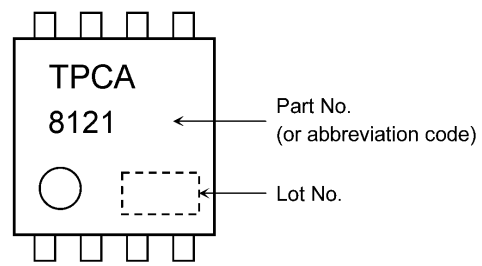 TPCA
8121
Part No.
(or abbreviation code)
Lot No.